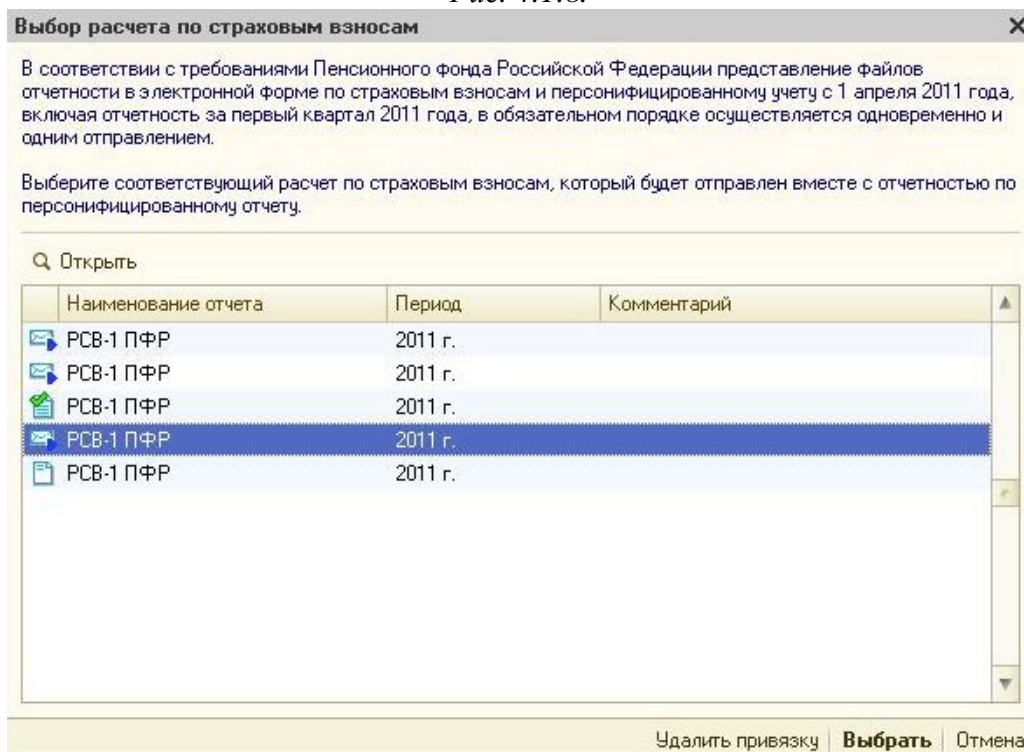 Выбор расчета по страховым взносам
В соответствии с требованиями Пенсионного фонда Российской Федерации представление файлов
отчетности в электронной форме по страховым взносам и персонифицированному учету с 1 апреля 2011 года,
включая отчетность за первый квартал 2011 года, в обязательном порядке осуществляется одновременно и
одним отправлением.
Выберите соответствующий расчет по страховым взносам, который будет отправлен вместе с отчетностью по
персонифицированному отчету.
Открыть
Наименование отчета Период Комментарий
РСВ-1 ПФР 2011 г.
РСВ-1 ПФР 2011 г.
РСВ-1 ПФР 2011 г.
РСВ-1 ПФР 2011 г.
РСВ-1 ПФР 2011 г.
Удалить привязку Выбрать Отмена